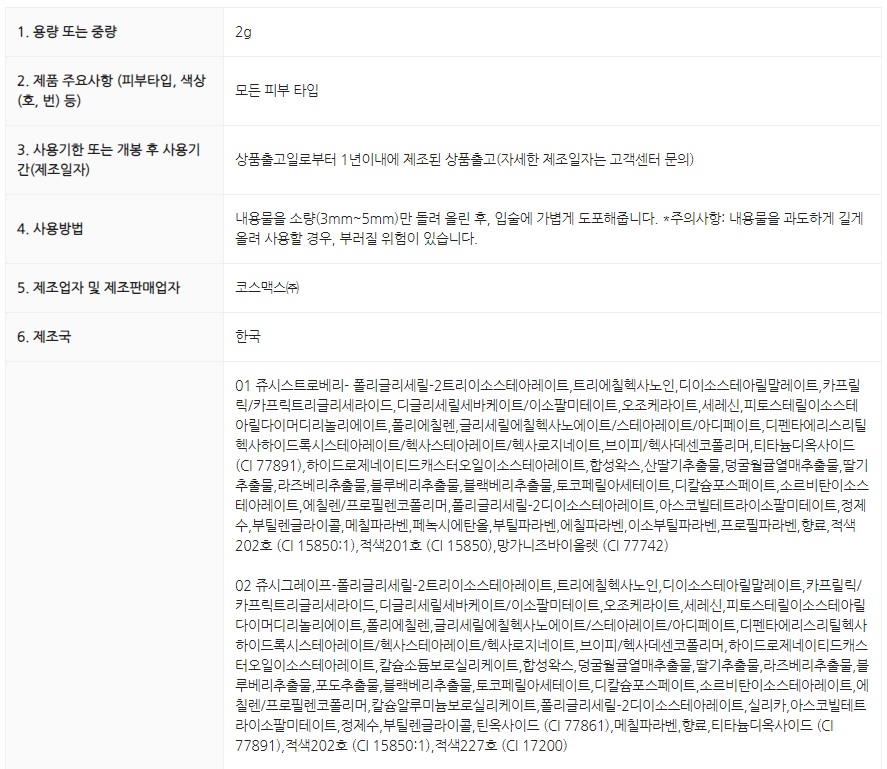 1. 용량 또는 중량
2g
2. 제품 주요사항 (피부타입, 색상
(호, 번) 등)
모든 피부 타입
3. 사용기한 또는 개봉 후 사용기
간(제조일자)
상품출고일로부터 1년이내에 제조된 상품출고(자세한 제조일자는 고객센터 문의)
4. 사용방법
내용물을 소량(3mm~5mm)만 돌려 올린 후, 입술에 가볍게 도포해줍니다. *주의사항: 내용물을 과도하게 길게
올려 사용할 경우, 부러질 위험이 있습니다.
5. 제조업자 및 제조판매업자
코스맥스㈜
6. 제조국
한국
01 쥬시스트로베리- 폴리글리세릴-2트리이소스테아레이트,트리에칠헥사노인,디이소스테아릴말레이트,카프릴
릭/카프릭트리글리세라이드,디글리세릴세바케이트/이소팔미테이트,오조케라이트,세레신,피토스테릴이소스테
아릴다이머디리놀리에이트,폴리에칠렌,글리세릴에칠헥사노에이트/스테아레이트/아디페이트,디펜타에리스리틸
헥사하이드록시스테아레이트/헥사스테아레이트/헥사로지네이트,브이피/헥사데센코폴리머,티타늄디옥사이드
(CI 77891),하이드로제네이티드캐스터오일이소스테아레이트,합성왁스,산딸기추출물,덩굴월귤열매추출물,딸기
추출물,라즈베리추출물,블루베리추출물,블랙베리추출물,토코페릴아세테이트,디칼슘포스페이트,소르비탄이소스
테아레이트,에칠렌/프로필렌코폴리머,폴리글리세릴-2디이소스테아레이트,아스코빌테트라이소팔미테이트,정제
수,부틸렌글라이콜,메칠파라벤,페녹시에탄올,부틸파라벤,에칠파라벤,이소부틸파라벤,프로필파라벤,향료,적색
202호 (CI 15850:1),적색201호 (CI 15850),망가니즈바이올렛 (CI 77742)
02 쥬시그레이프-폴리글리세릴-2트리이소스테아레이트,트리에칠헥사노인,디이소스테아릴말레이트,카프릴릭/
카프릭트리글리세라이드,디글리세릴세바케이트/이소팔미테이트,오조케라이트,세레신,피토스테릴이소스테아릴
다이머디리놀리에이트,폴리에칠렌,글리세릴에칠헥사노에이트/스테아레이트/아디페이트,디펜타에리스리틸헥사
하이드록시스테아레이트/헥사스테아레이트/헥사로지네이트,브이피/헥사데센코폴리머,하이드로제네이티드캐스
터오일이소스테아레이트,칼슘소듐보로실리케이트,합성왁스,덩굴월귤열매추출물,딸기추출물,라즈베리추출물,블
루베리추출물,포도추출물,블랙베리추출물,토코페릴아세테이트,디칼슘포스페이트,소르비탄이소스테아레이트,에
칠렌/프로필렌코폴리머,칼슘알루미늄보로실리케이트,폴리글리세릴-2디이소스테아레이트,실리카,아스코빌테트
라이소팔미테이트,정제수,부틸렌글라이콜,틴옥사이드 (CI 77861),메칠파라벤,향료,티타늄디옥사이드 (CI
77891),적색202호 (CI 15850:1),적색227호 (CI 17200)